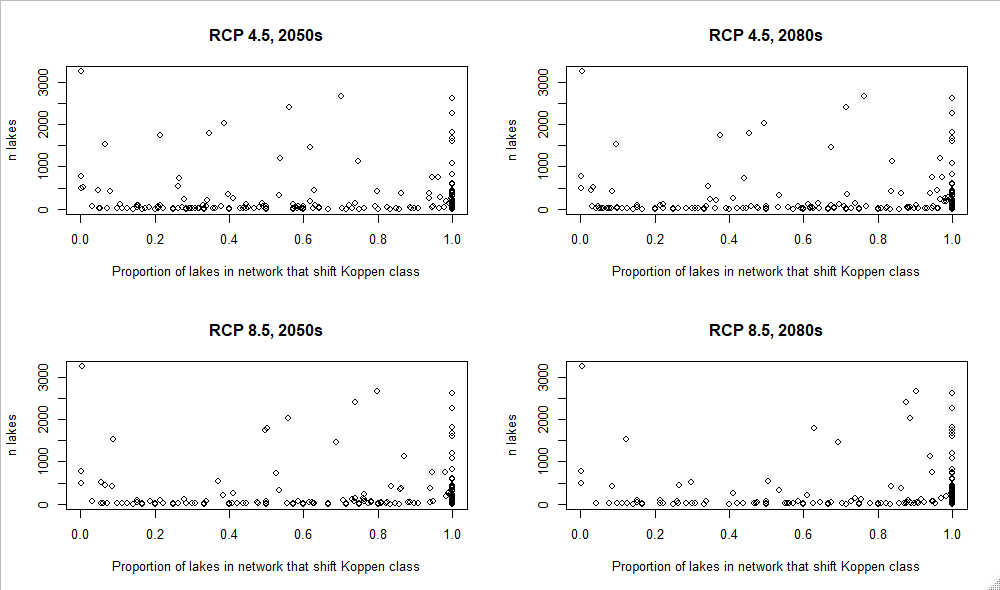 RCP 4.5, 2050s
n lakes
3000
2000
1000
0
0.0 0.2 0.4 0.6 0.8 1.0
Proportion of lakes in network that shift Koppen class
RCP 4.5, 2080s
n lakes
3000
2000
1000
0
0.0 0.2 0.4 0.6 0.8 1.0
Proportion of lakes in network that shift Koppen class
RCP 8.5, 2050s
n lakes
3000
2000
1000
0
0.0 0.2 0.4 0.6 0.8 1.0
Proportion of lakes in network that shift Koppen class
RCP 8.5, 2080s
n lakes
3000
2000
1000
0
0.0 0.2 0.4 0.6 0.8 1.0
Proportion of lakes in network that shift Koppen class